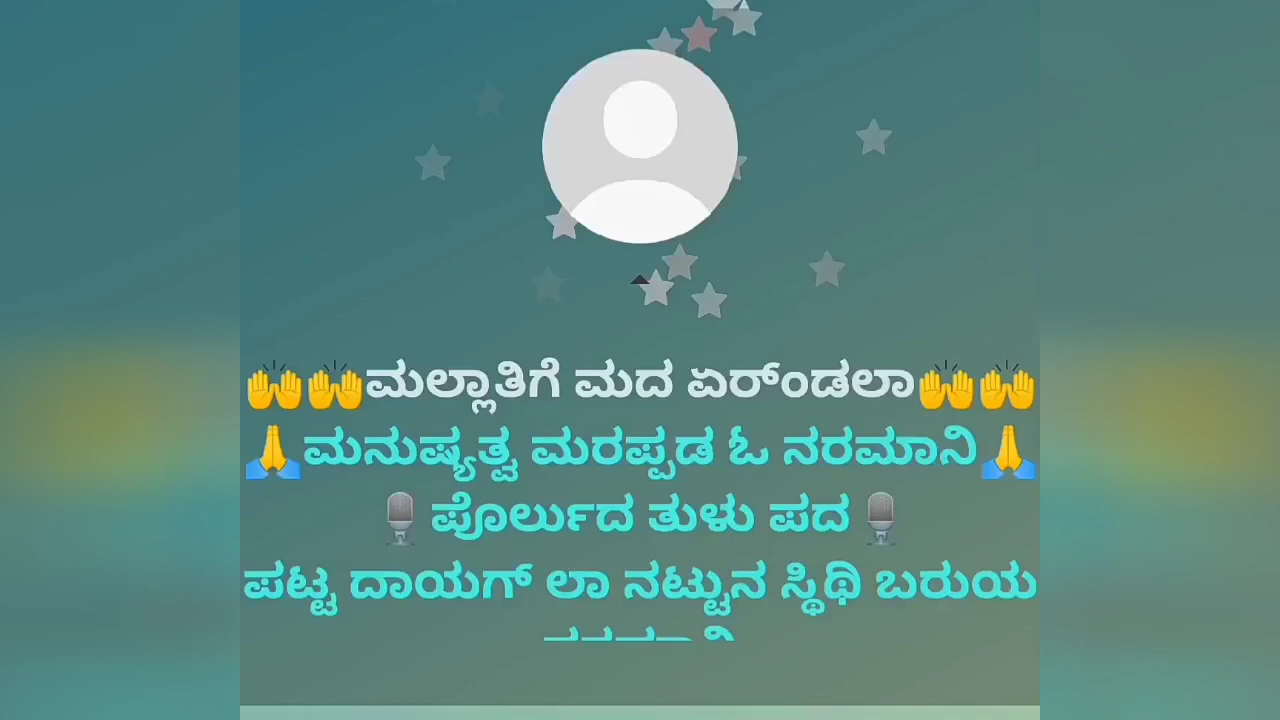 🙌🙌ಮಲ್ಲಾತಿಗೆ ಮದ ಏರ್ಂಡಲಾ🙌🙌
🙏ಮನುಷ್ಯತ್ವ ಮರಪ್ಪಡ ಓ ನರಮಾನಿ🙏
🎙️ಪೊರ್ಲುದ ತುಳು ಪದ🎙️
ಪಟ್ಟ ದಾಯಗ್ ಲಾ ನಟ್ಟುನ ಸ್ಥಿಥಿ ಬರುಯ